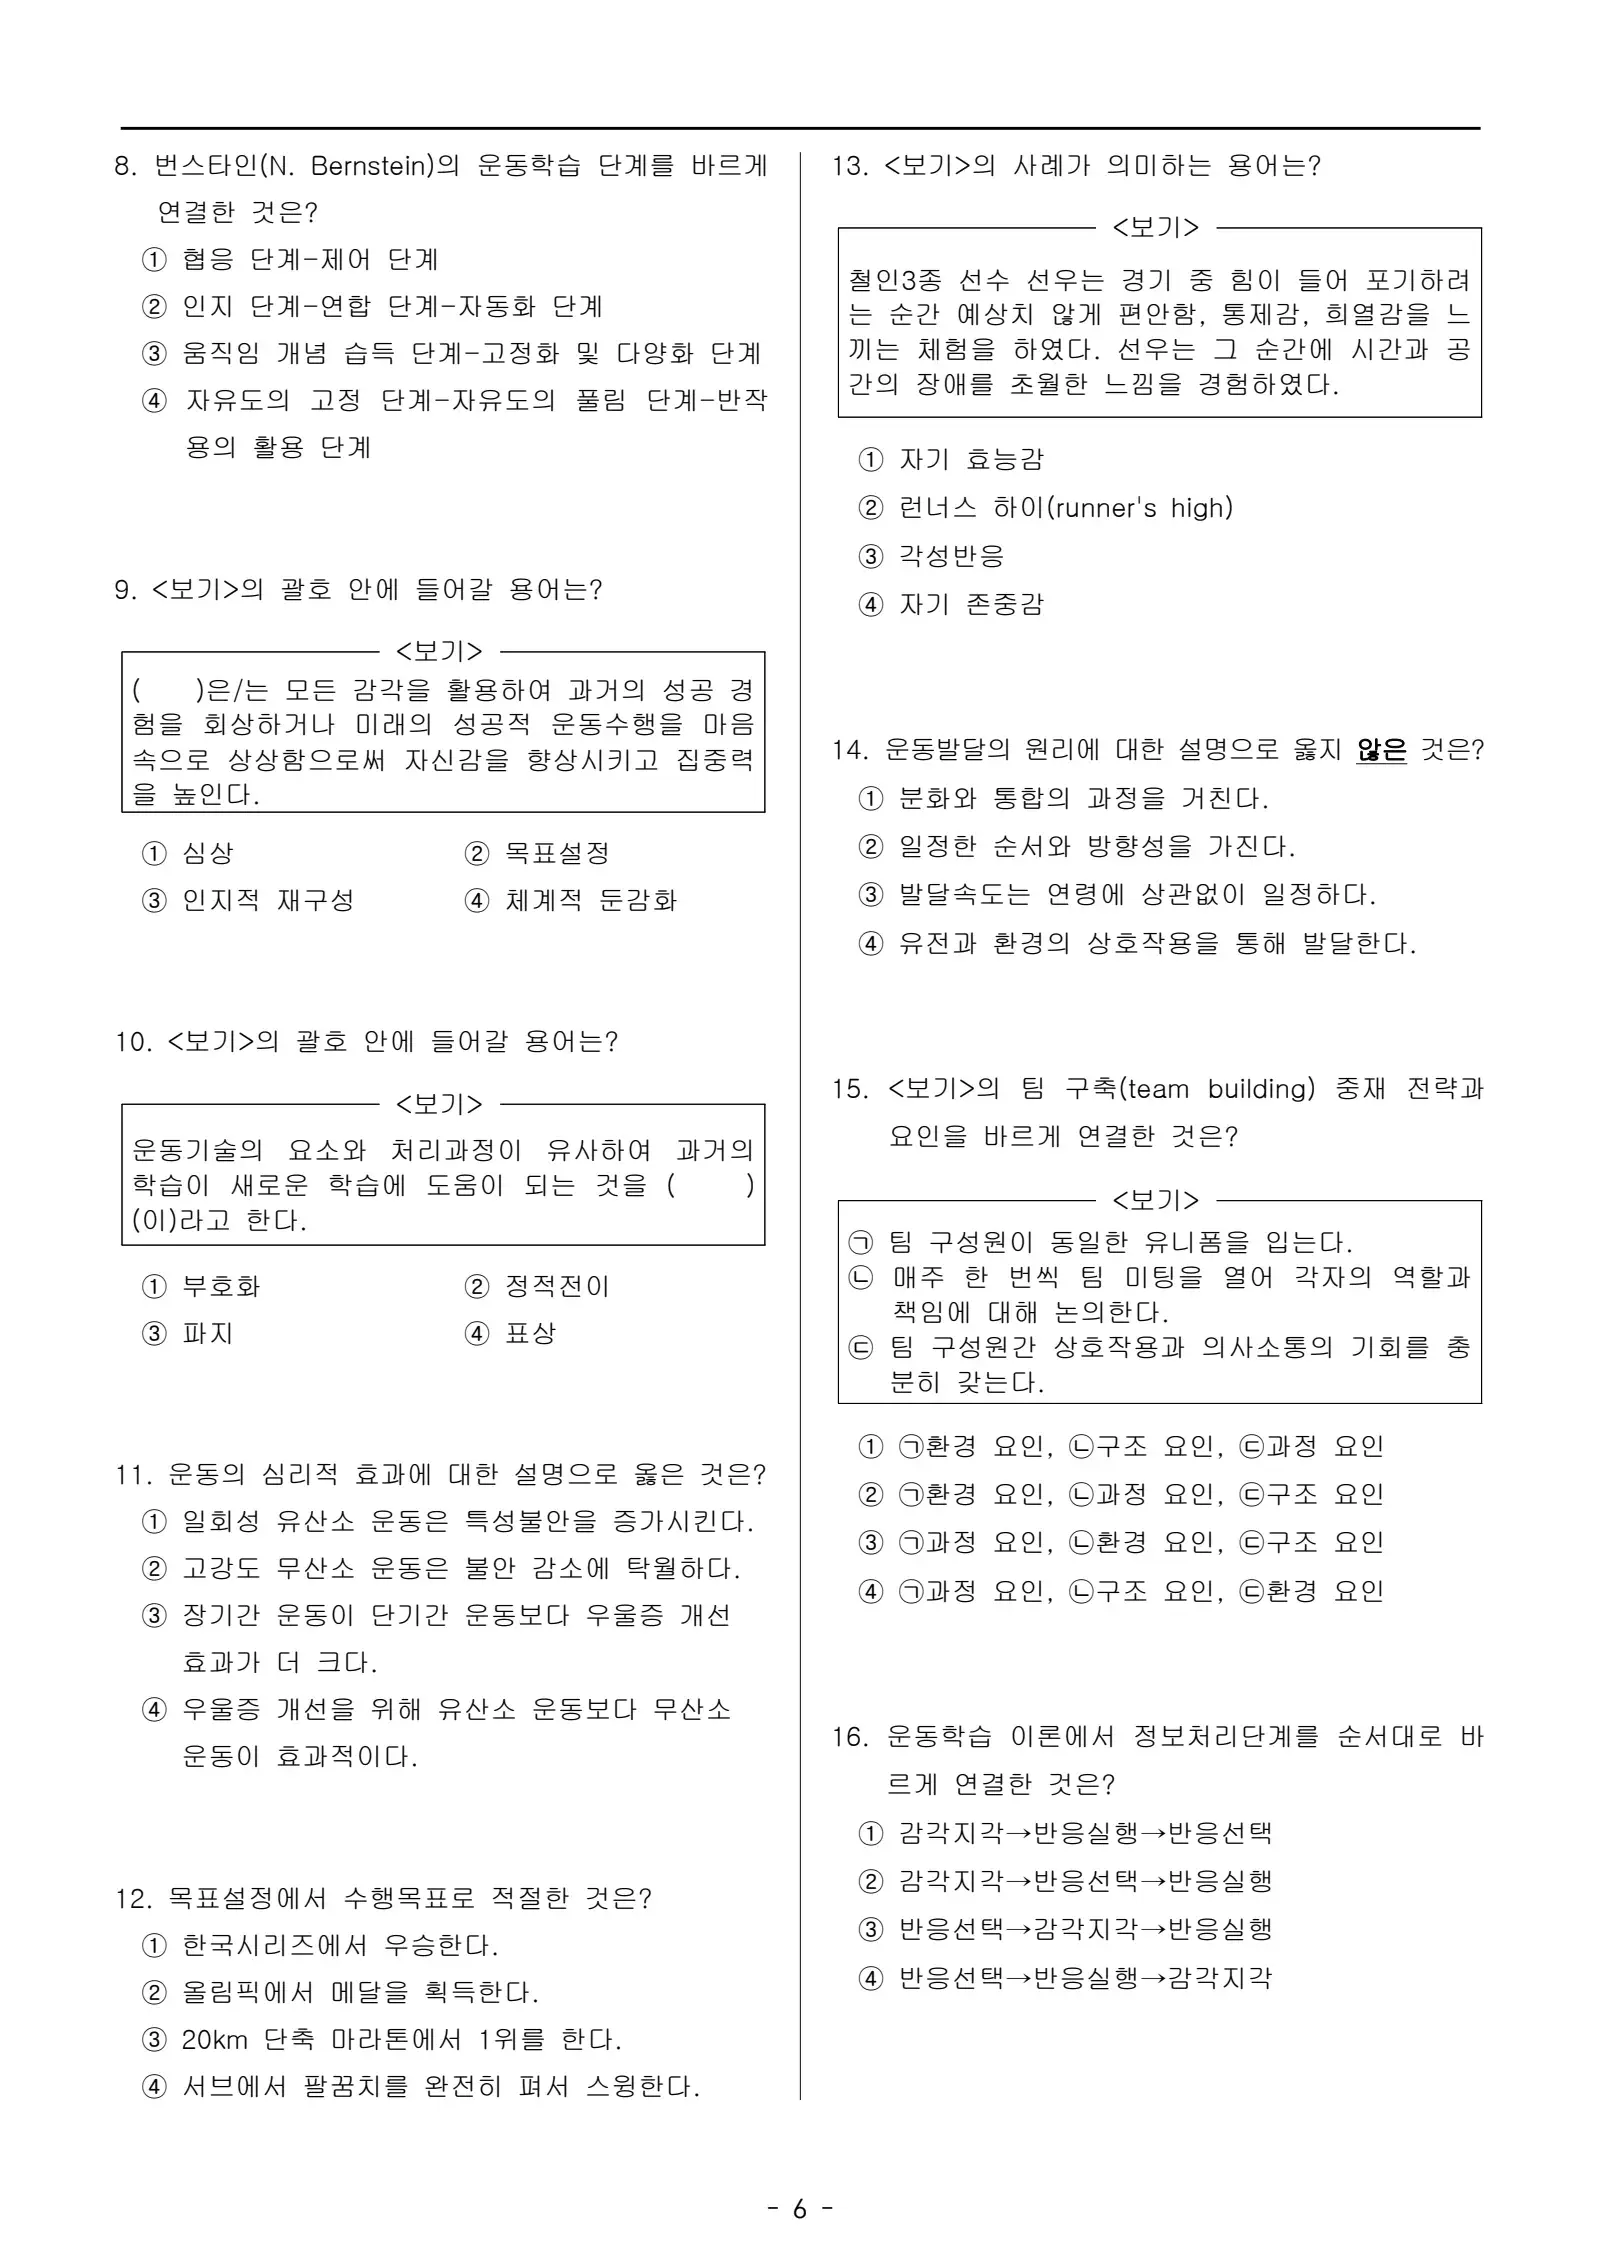 8. 번스타인(N. Bernstein)의 운동학습 단계를 바르게
연결한 것은?
① 협응 단계-제어 단계
② 인지 단계-연합 단계-자동화 단계
③ 움직임 개념 습득 단계-고정화 및 다양화 단계
④ 자유도의 고정 단계-자유도의 풀림 단계-반작
용의 활용 단계
9. <보기>의 괄호 안에 들어갈 용어는?
<보기>
(    )은/는 모든 감각을 활용하여 과거의 성공 경
험을 회상하거나 미래의 성공적 운동수행을 마음
속으로 상상함으로써 자신감을 향상시키고 집중력
을 높인다.
① 심상 ② 목표설정
③ 인지적 재구성 ④ 체계적 둔감화
10. <보기>의 괄호 안에 들어갈 용어는?
<보기>
운동기술의 요소와 처리과정이 유사하여 과거의
학습이 새로운 학습에 도움이 되는 것을 (    )
(이)라고 한다.
① 부호화 ② 정적전이
③ 파지 ④ 표상
11. 운동의 심리적 효과에 대한 설명으로 옳은 것은?
① 일회성 유산소 운동은 특성불안을 증가시킨다.
② 고강도 무산소 운동은 불안 감소에 탁월하다.
③ 장기간 운동이 단기간 운동보다 우울증 개선
효과가 더 크다.
④ 우울증 개선을 위해 유산소 운동보다 무산소
운동이 효과적이다.
12. 목표설정에서 수행목표로 적절한 것은?
① 한국시리즈에서 우승한다.
② 올림픽에서 메달을 획득한다.
③ 20km 단축 마라톤에서 1위를 한다.
④ 서브에서 팔꿈치를 완전히 펴서 스윙한다.
13. <보기>의 사례가 의미하는 용어는?
<보기>
철인3종 선수 선우는 경기 중 힘이 들어 포기하려
는 순간 예상치 않게 편안함, 통제감, 희열감을 느
끼는 체험을 하였다. 선우는 그 순간에 시간과 공
간의 장애를 초월한 느낌을 경험하였다.
① 자기 효능감
② 런너스 하이(runner's high)
③ 각성반응
④ 자기 존중감
14. 운동발달의 원리에 대한 설명으로 옳지 않은 것은?
① 분화와 통합의 과정을 거친다.
② 일정한 순서와 방향성을 가진다.
③ 발달속도는 연령에 상관없이 일정하다.
④ 유전과 환경의 상호작용을 통해 발달한다.
15. <보기>의 팀 구축(team building) 중재 전략과
요인을 바르게 연결한 것은?
<보기>
㉠ 팀 구성원이 동일한 유니폼을 입는다.
㉡ 매주 한 번씩 팀 미팅을 열어 각자의 역할과
책임에 대해 논의한다.
㉢ 팀 구성원간 상호작용과 의사소통의 기회를 충
분히 갖는다.
① ㉠환경 요인, ㉡구조 요인, ㉢과정 요인
② ㉠환경 요인, ㉡과정 요인, ㉢구조 요인
③ ㉠과정 요인, ㉡환경 요인, ㉢구조 요인
④ ㉠과정 요인, ㉡구조 요인, ㉢환경 요인
16. 운동학습 이론에서 정보처리단계를 순서대로 바
르게 연결한 것은?
① 감각지각→반응실행→반응선택
② 감각지각→반응선택→반응실행
③ 반응선택→감각지각→반응실행
④ 반응선택→반응실행→감각지각
- 6 -